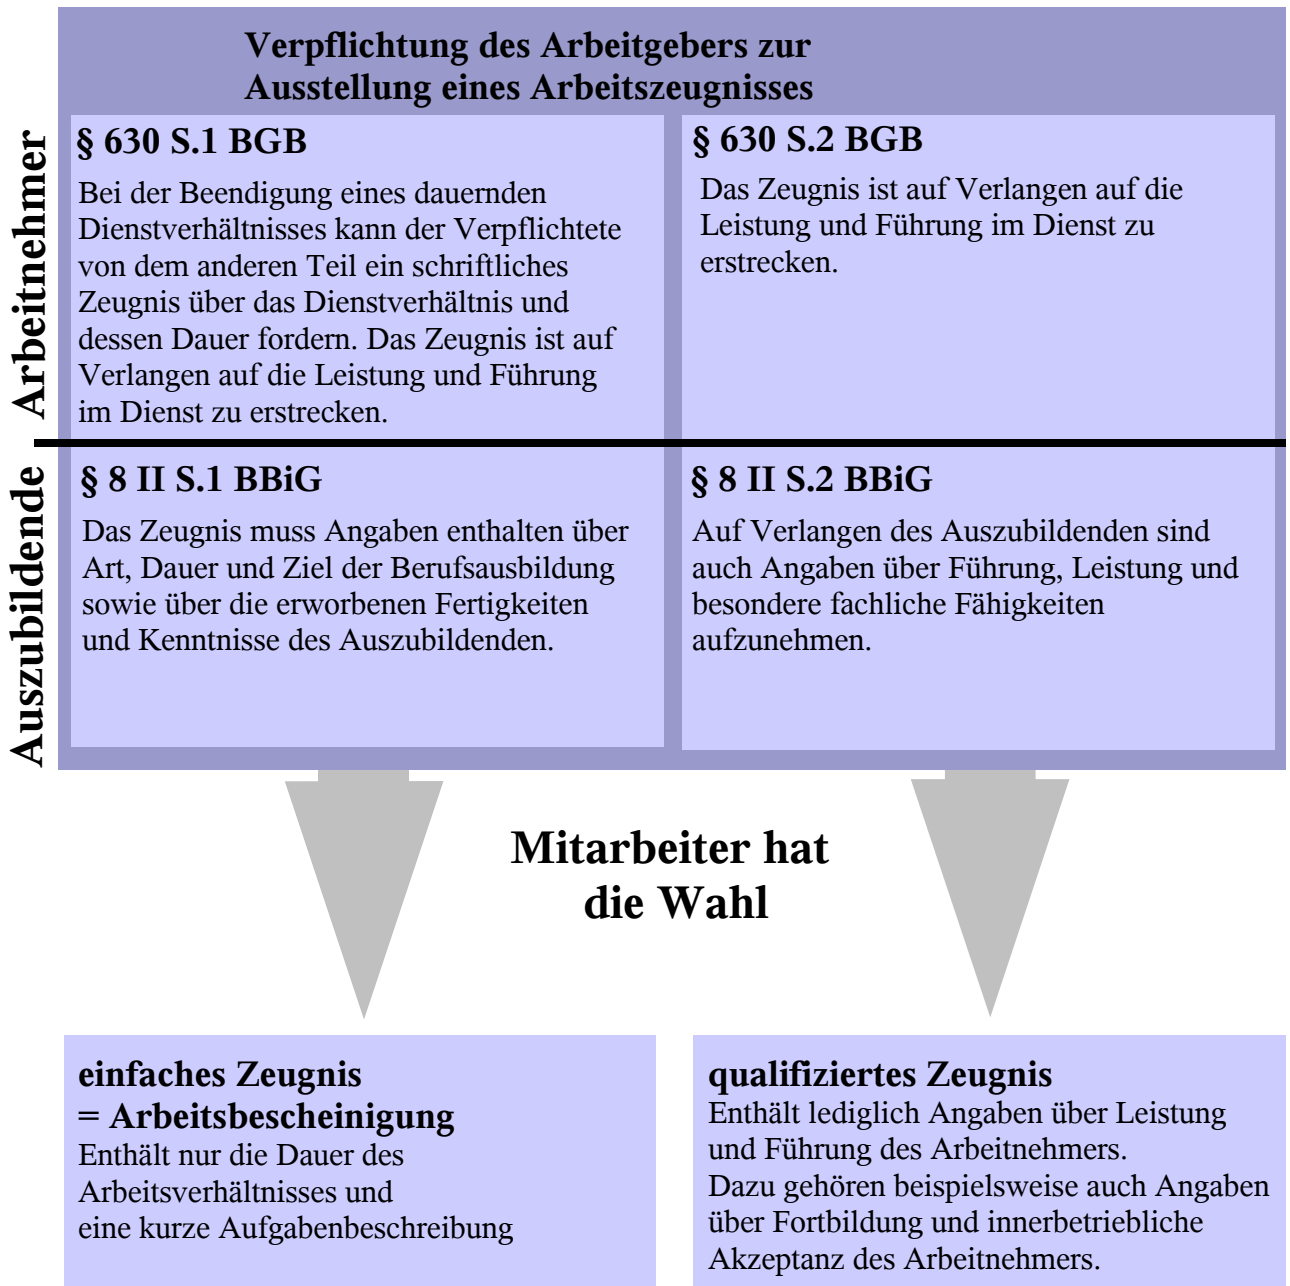 Verpflichtung des Arbeitgebers zur
Ausstellung eines Arbeitszeugnisses
Arbeitnehmer
§ 630 S.1 BGB
Bei der Beendigung eines dauernden
Dienstverhältnisses kann der Verpflichtete
von dem anderen Teil ein schriftliches
Zeugnis über das Dienstverhältnis und
dessen Dauer fordern. Das Zeugnis ist auf
Verlangen auf die Leistung und Führung
im Dienst zu erstrecken.
§ 630 S.2 BGB
Das Zeugnis ist auf Verlangen auf die
Leistung und Führung im Dienst zu
erstrecken.
Auszubildende
§ 8 II S.1 BBiG
Das Zeugnis muss Angaben enthalten über
Art, Dauer und Ziel der Berufsausbildung
sowie über die erworbenen Fertigkeiten
und Kenntnisse des Auszubildenden.
§ 8 II S.2 BBiG
Auf Verlangen des Auszubildenden sind
auch Angaben über Führung, Leistung und
besondere fachliche Fähigkeiten
aufzunehmen.
Mitarbeiter hat
die Wahl
einfaches Zeugnis
= Arbeitsbescheinigung
Enthält nur die Dauer des
Arbeitsverhältnisses und
eine kurze Aufgabenbeschreibung
qualifiziertes Zeugnis
Enthält lediglich Angaben über Leistung
und Führung des Arbeitnehmers.
Dazu gehören beispielsweise auch Angaben
über Fortbildung und innerbetriebliche
Akzeptanz des Arbeitnehmers.